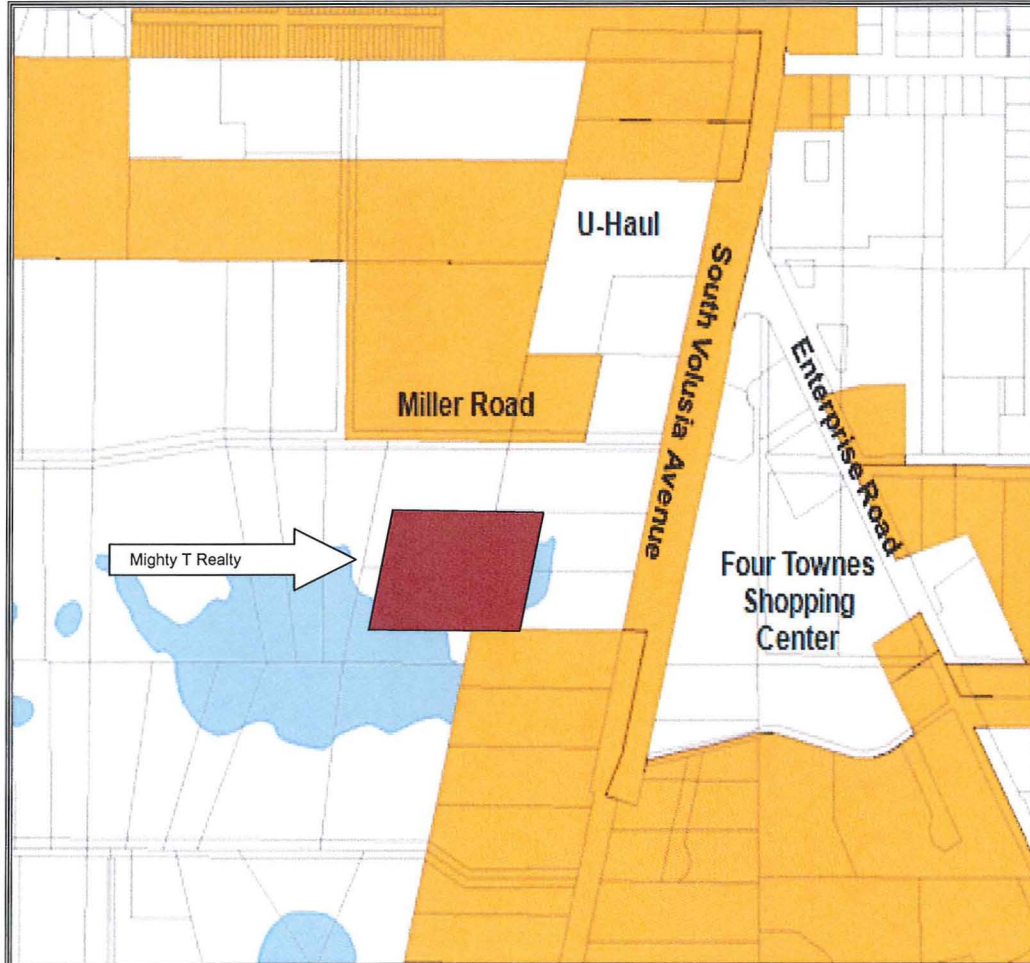 U-Haul
South Volusia Avenue
Enterprise Road
Miller Road
Mighty T Realty
Four Townes
Shopping
Center